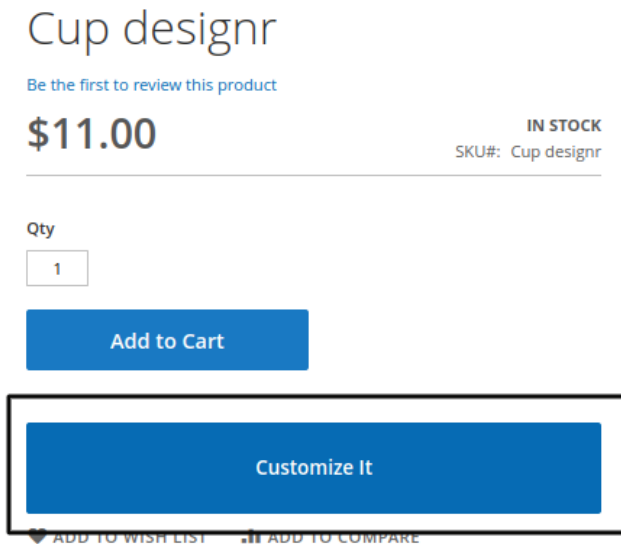 Cup designr
Be the first to review this product
$11.00
IN STOCK
SKU#: Cup designr
Qty
1
Add to Cart
Customize It
ADD TO WISH LIST ADD TO COMPARE